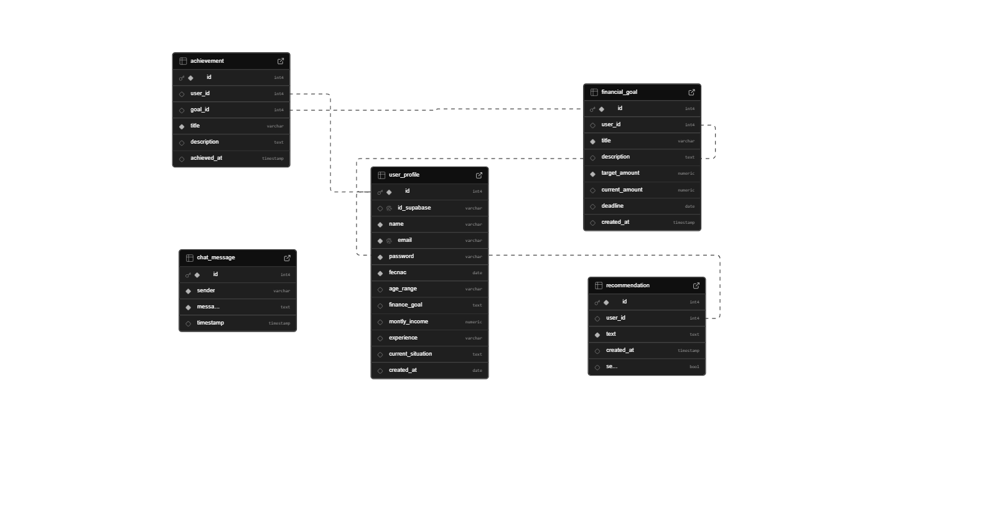 achievement
id int4
user_id int4
goal_id int4
title varchar
description text
achieved_at timestamp
financial_goal
id int4
user_id int4
title varchar
description text
target_amount numeric
current_amount numeric
deadline date
created_at timestamp
user_profile
id int4
id_supabase varchar
name varchar
email varchar
password varchar
fecnac date
age_range varchar
finance_goal text
montly_income numeric
experience varchar
current_situation text
created_at date
chat_message
id int4
sender varchar
messa... text
timestamp timestamp
recommendation
id int4
user_id int4
text text
created_at timestamp
se... bool